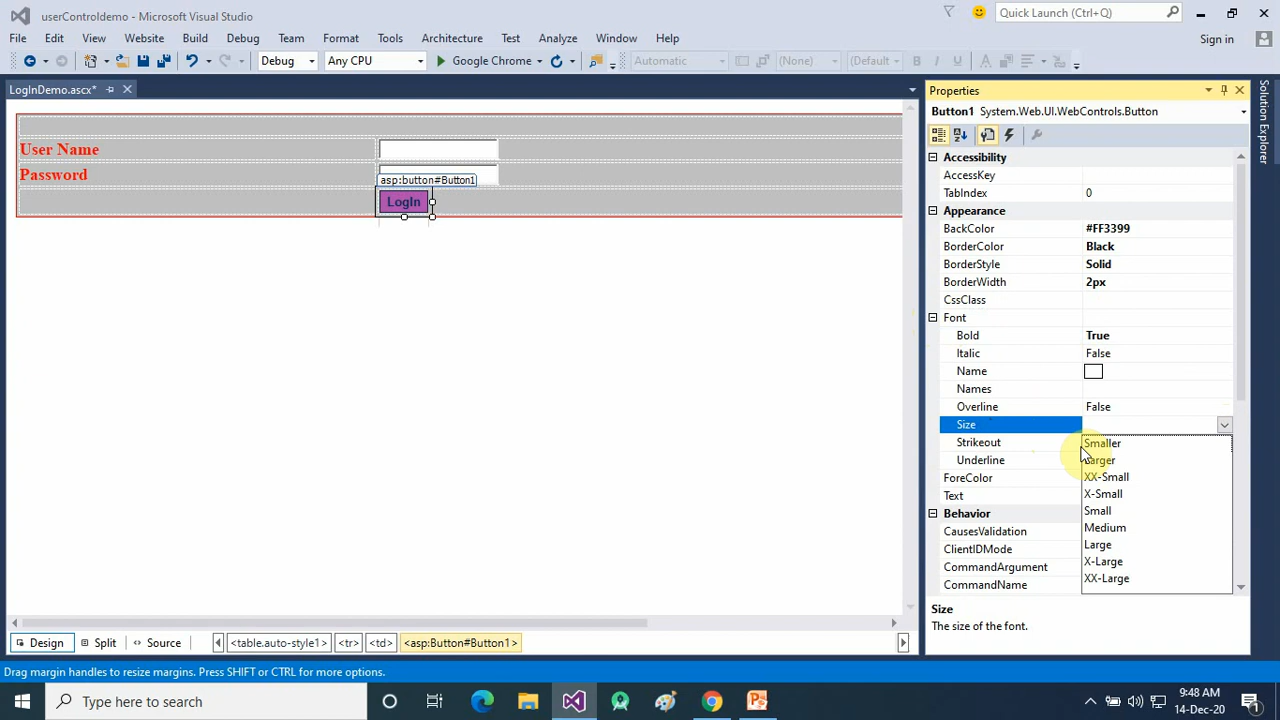 userControldemo - Microsoft Visual Studio
Quick Launch (Ctrl+Q)
File Edit View Website Build Debug Team Format Tools Architecture Test Analyze Window Help
Sign in
Debug Any CPU Google Chrome Automatic (None) (Default B I U A
LogInDemo.ascx*
Properties
Button1 System.Web.UI.WebControls.Button
User Name
Password
asp:button#Button1
LogIn
Accessibility
AccessKey
TabIndex 0
Appearance
BackColor #FF3399
BorderColor Black
BorderStyle Solid
BorderWidth 2px
CssClass
Font
Bold True
Italic False
Name
Names
Overline False
Size
Strikeout Smaller
Underline Larger
ForeColor XX-Small
Text X-Small
Behavior Small
CausesValidation Medium
ClientIDMode Large
CommandArgument X-Large
CommandName XX-Large
Size
The size of the font.
Solution Explorer
Design Split Source <table.auto-style1> <tr> <td> <asp:Button#Button1>
Drag margin handles to resize margins. Press SHIFT or CTRL for more options.
Type here to search
9:48 AM
14-Dec-20
1